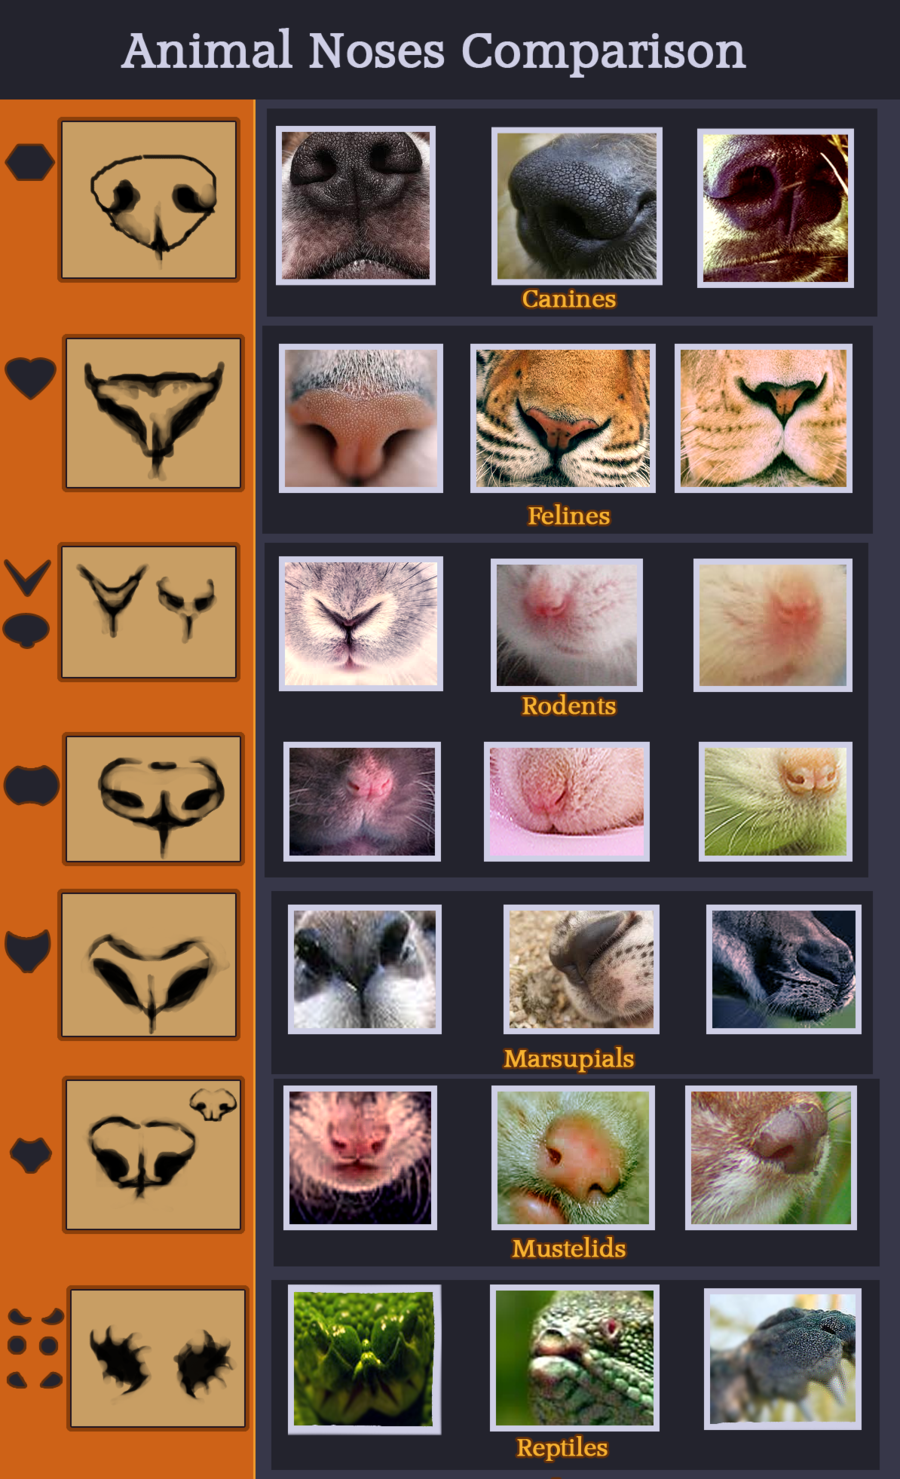 Animal Noses Comparison
Canines
Felines
Rodents
Marsupials
Mustelids
Reptiles